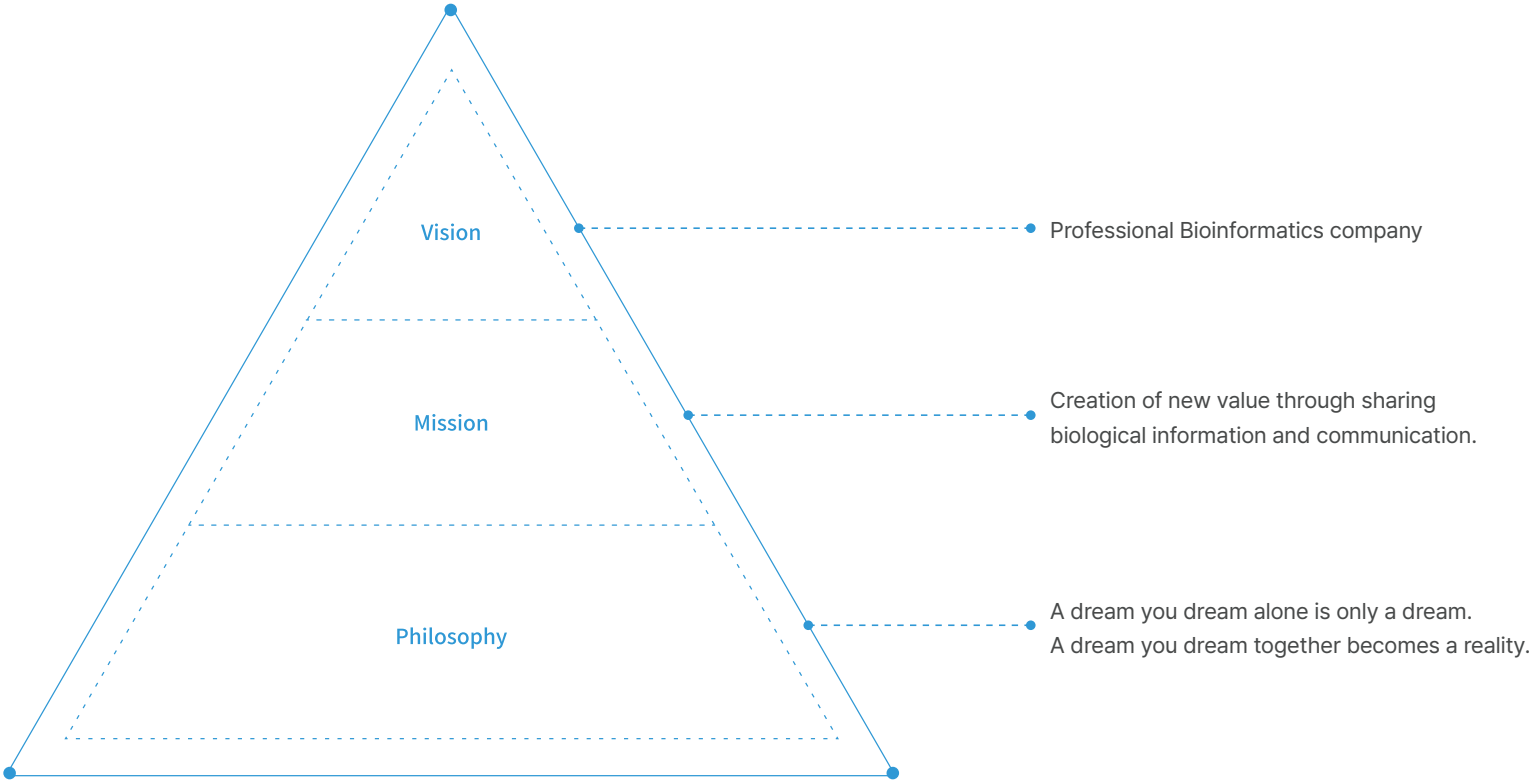 Vision
Professional Bioinformatics company
Mission
Creation of new value through sharing
biological information and communication.
Philosophy
A dream you dream alone is only a dream.
A dream you dream together becomes a reality.